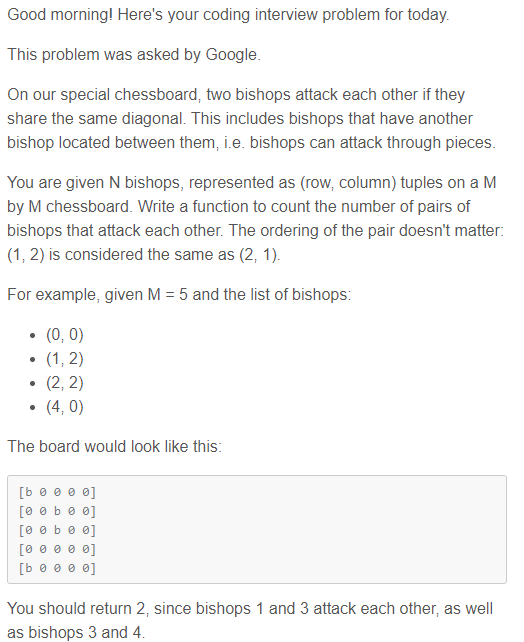 Good morning! Here's your coding interview problem for today.
This problem was asked by Google.
On our special chessboard, two bishops attack each other if they
share the same diagonal. This includes bishops that have another
bishop located between them, i.e. bishops can attack through pieces.
You are given N bishops, represented as (row, column) tuples on a M
by M chessboard. Write a function to count the number of pairs of
bishops that attack each other. The ordering of the pair doesn't matter:
(1, 2) is considered the same as (2, 1).
For example, given M = 5 and the list of bishops:
• (0, 0)
• (1, 2)
• (2, 2)
• (4, 0)
The board would look like this:
[b 0 0 0 0]
[0 0 b 0 0]
[0 0 b 0 0]
[0 0 0 0 0]
[b 0 0 0 0]
You should return 2, since bishops 1 and 3 attack each other, as well
as bishops 3 and 4.